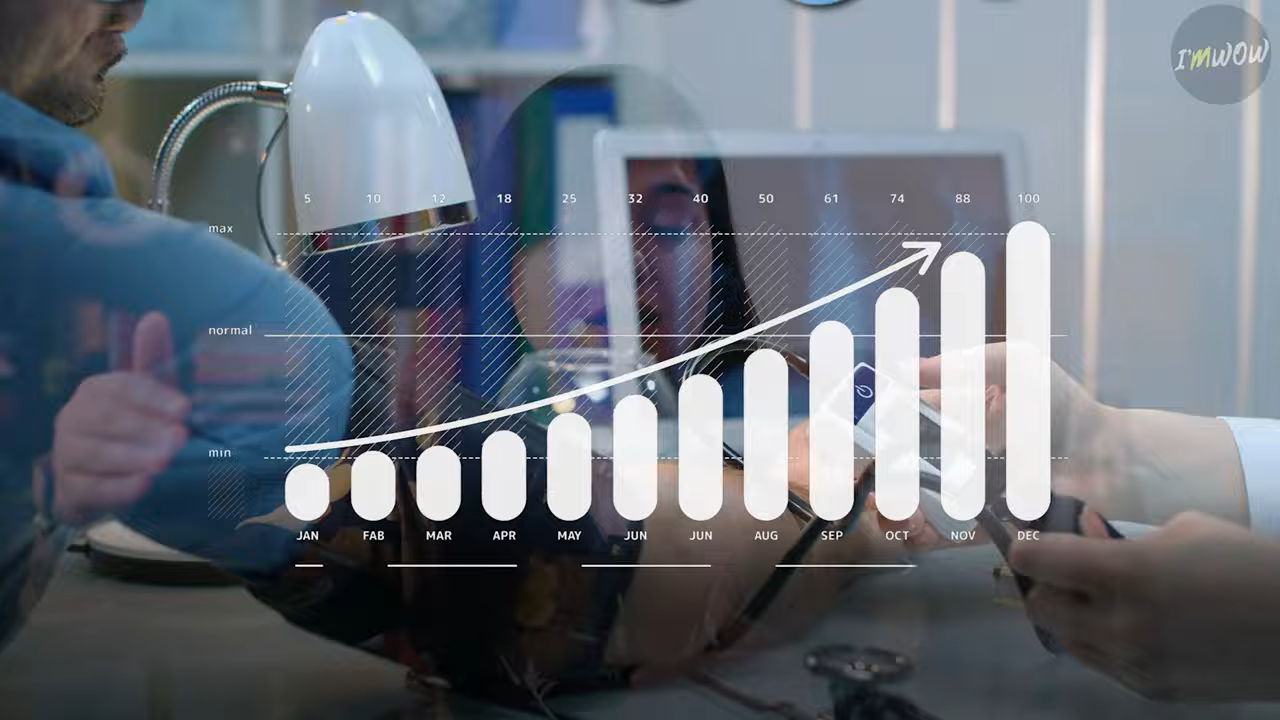 I'mWOW
5 10 12 18 25 32 40 50 61 74 88 100
max
normal
min
JAN FAB MAR APR MAY JUN JUN AUG SEP OCT NOV DEC